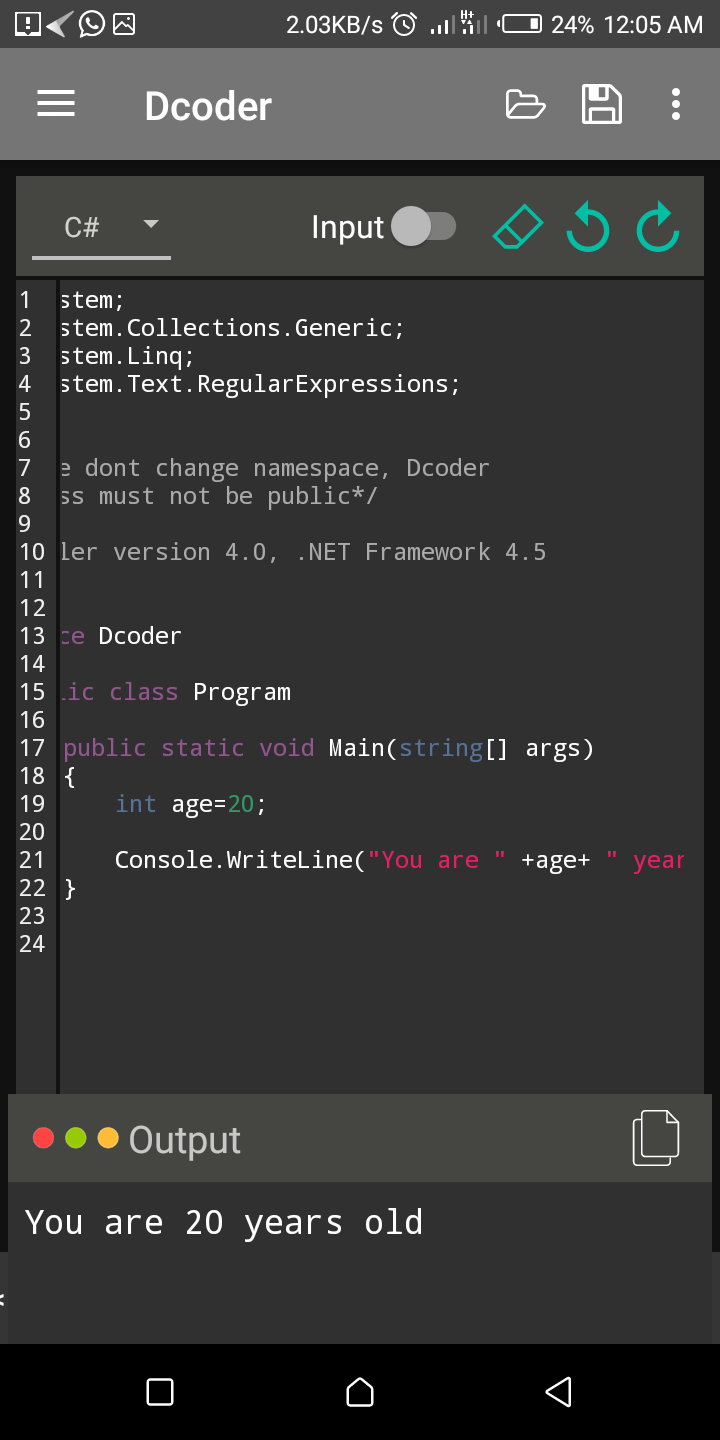 2.03KB/s 24% 12:05 AM
Dcoder
C# Input
1 stem;
2 stem.Collections.Generic;
3 stem.Linq;
4 stem.Text.RegularExpressions;
5
6
7 e dont change namespace, Dcoder
8 ss must not be public*/
9
10 ler version 4.0, .NET Framework 4.5
11
12
13 ce Dcoder
14
15 lic class Program
16
17 public static void Main(string[] args)
18 {
19 int age=20;
20
21 Console.WriteLine("You are " +age+ " year
22 }
23
24
Output
You are 20 years old